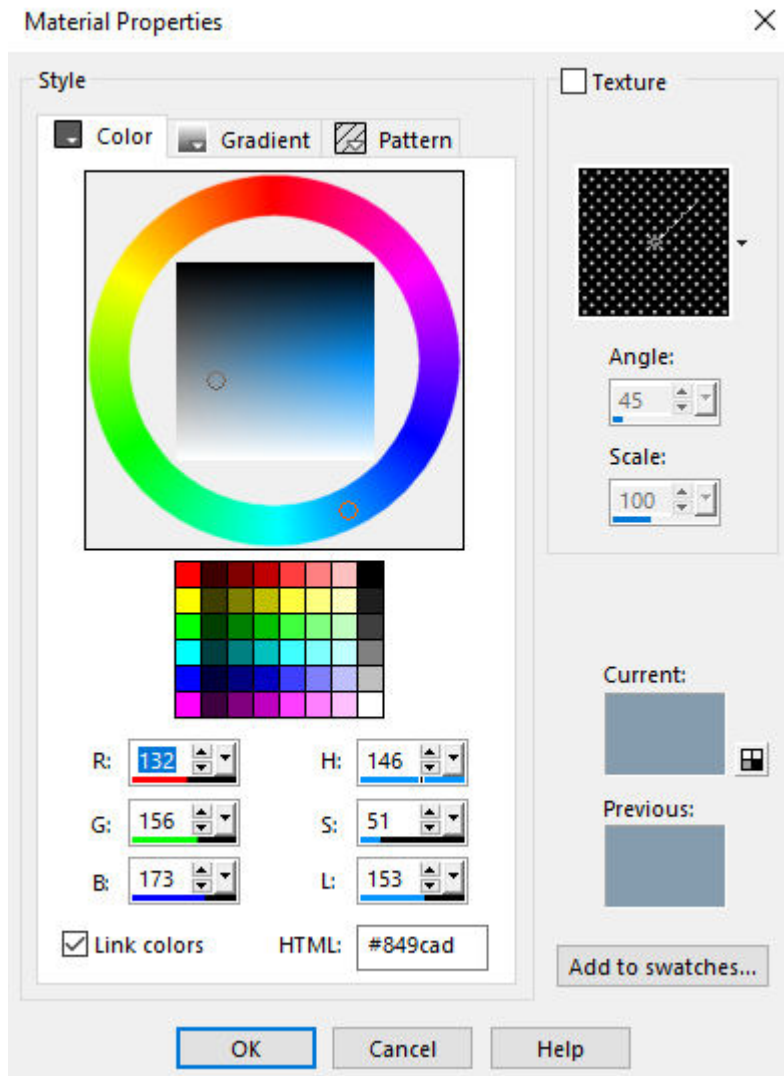 Material Properties
Style
Texture
Color
Gradient
Pattern
Angle:
45
Scale:
100
Current:
Previous:
R: 132
H: 146
G: 156
S: 51
B: 173
L: 153
Link colors
HTML: #849cad
Add to swatches...
OK
Cancel
Help